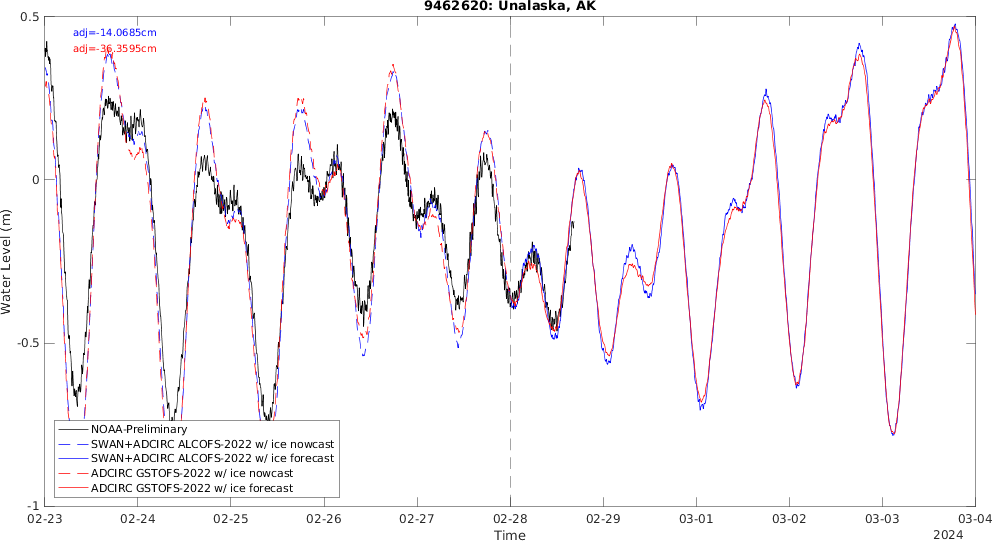 9462620: Unalaska, AK
adj=-14.0685cm
adj=-36.3595cm
0.5
0
-0.5
-1
Water Level (m)
NOAA-Preliminary
SWAN+ADCIRC ALCOFS-2022 w/ ice nowcast
SWAN+ADCIRC ALCOFS-2022 w/ ice forecast
ADCIRC GSTOFS-2022 w/ ice nowcast
ADCIRC GSTOFS-2022 w/ ice forecast
02-23 02-24 02-25 02-26 02-27 02-28 02-29 03-01 03-02 03-03 03-04
Time
2024